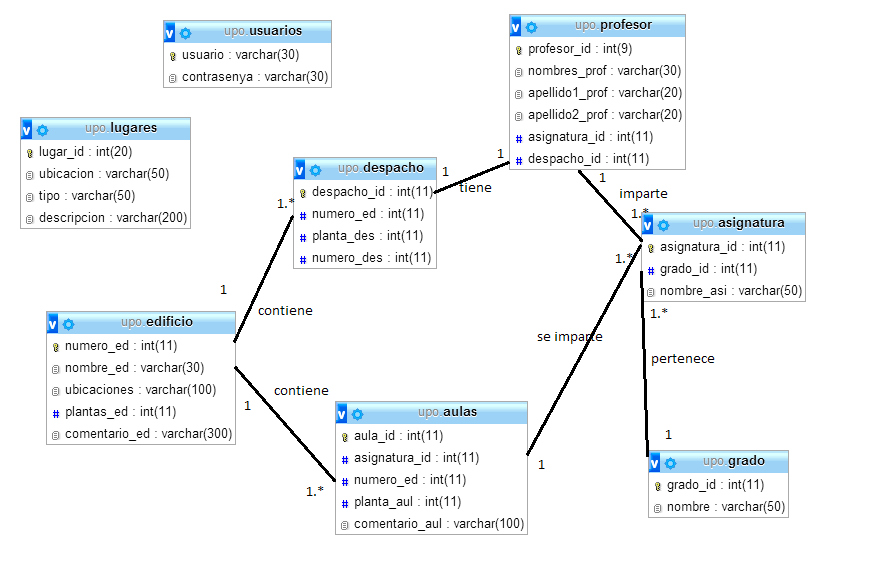 upo.usuarios
usuario : varchar(30)
contrasenya : varchar(30)
upo.profesor
profesor_id : int(9)
nombres_prof : varchar(30)
apellido1_prof : varchar(20)
apellido2_prof : varchar(20)
# asignatura_id : int(11)
# despacho_id : int(11)
upo.lugares
lugar_id : int(20)
ubicacion : varchar(50)
tipo : varchar(50)
descripcion : varchar(200)
upo.despacho
despacho_id : int(11)
# numero_ed : int(11)
# planta_des : int(11)
# numero_des : int(11)
1
1
tiene
1
imparte
1.*
1.*
upo.asignatura
asignatura_id : int(11)
# grado_id : int(11)
nombre_asi : varchar(50)
1.*
1
contiene
upo.edificio
numero_ed : int(11)
nombre_ed : varchar(30)
ubicaciones : varchar(100)
# plantas_ed : int(11)
comentario_ed : varchar(300)
1.*
se imparte
pertenece
contiene
1
1.*
upo.aulas
aula_id : int(11)
# asignatura_id : int(11)
# numero_ed : int(11)
# planta_aul : int(11)
comentario_aul : varchar(100)
1
1
upo.grado
grado_id : int(11)
nombre : varchar(50)